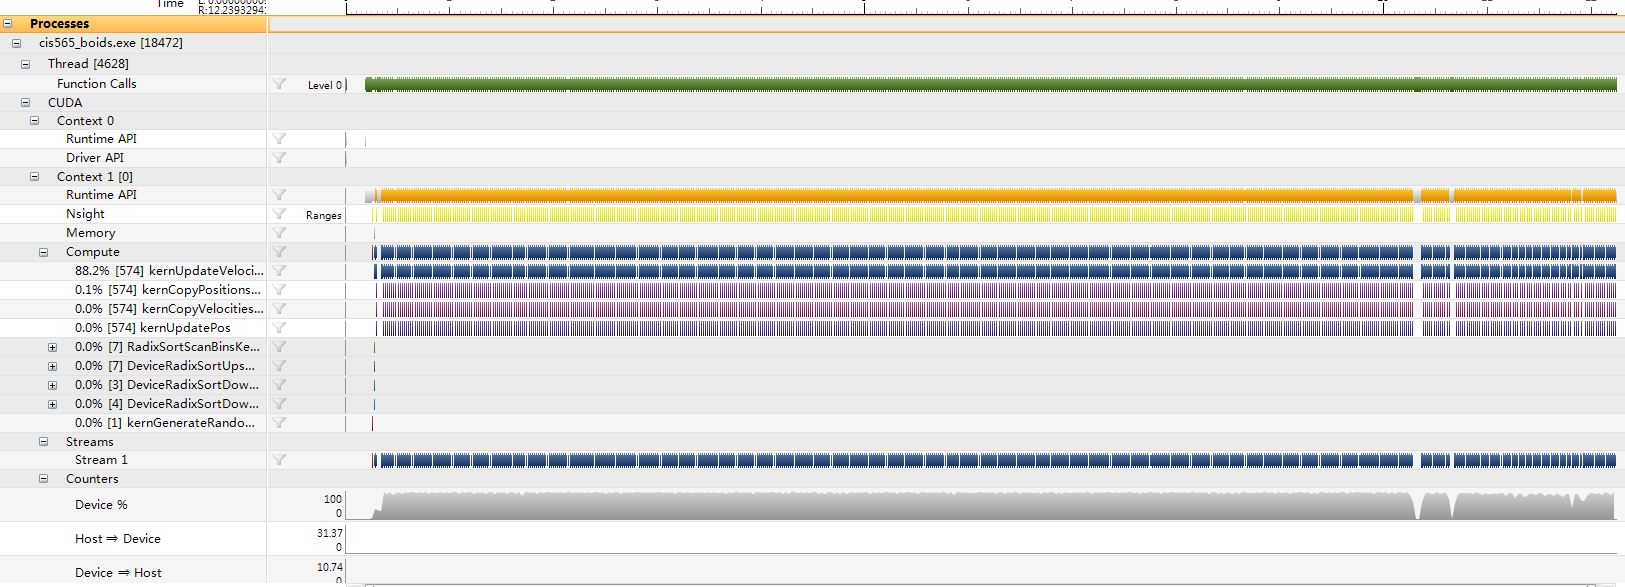 Time
R:12.2393294
Processes
cis565_boids.exe [18472]
Thread [4628]
Function Calls Level 0
CUDA
Context 0
Runtime API
Driver API
Context 1 [0]
Runtime API
Nsight Ranges
Memory
Compute
88.2% [574] kernUpdateVeloci...
0.1% [574] kernCopyPositions...
0.0% [574] kernCopyVelocities...
0.0% [574] kernUpdatePos
0.0% [7] RadixSortScanBinsKe...
0.0% [7] DeviceRadixSortUps...
0.0% [3] DeviceRadixSortDow...
0.0% [4] DeviceRadixSortDow...
0.0% [1] kernGenerateRando...
Streams
Stream 1
Counters
Device % 100
0
Host ⇒ Device 31.37
0
Device ⇒ Host 10.74
0